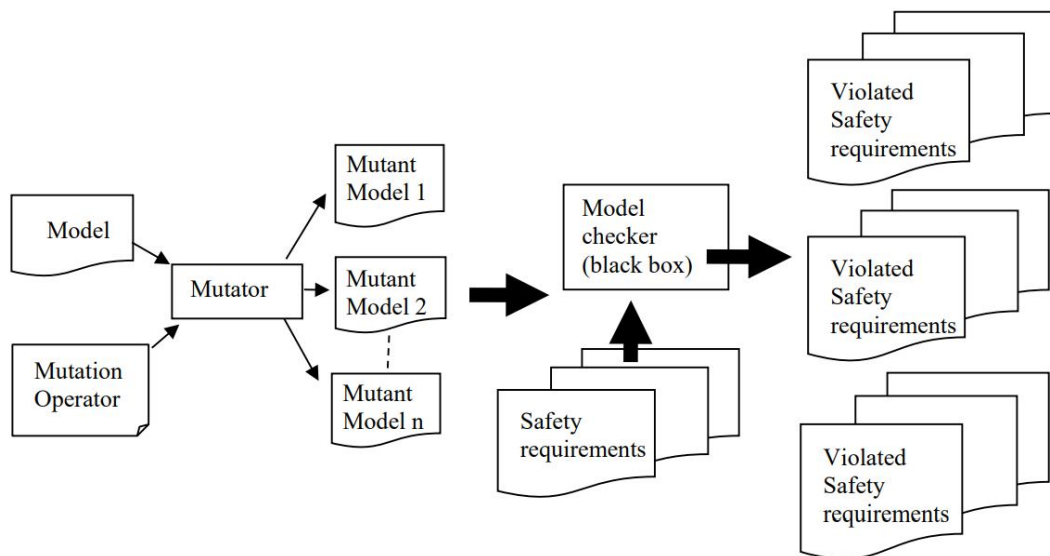 Model
Mutation
Operator
Mutator
Mutant
Model 1
Mutant
Model 2
Mutant
Model n
Model
checker
(black box)
Safety
requirements
Violated
Safety
requirements
Violated
Safety
requirements
Violated
Safety
requirements